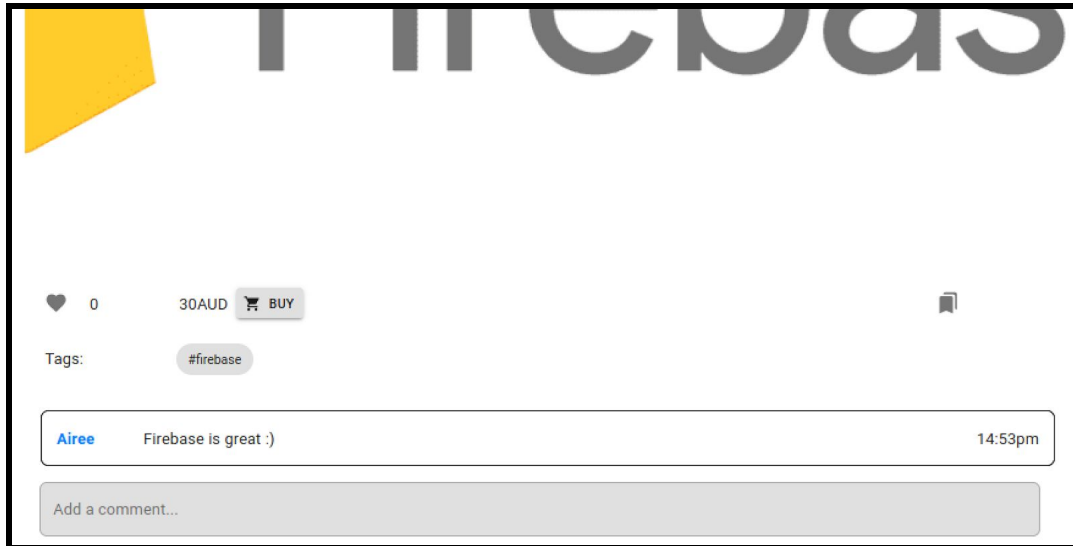 Firebas
0 30AUD BUY
Tags: #firebase
Airee Firebase is great :) 14:53pm
Add a comment...